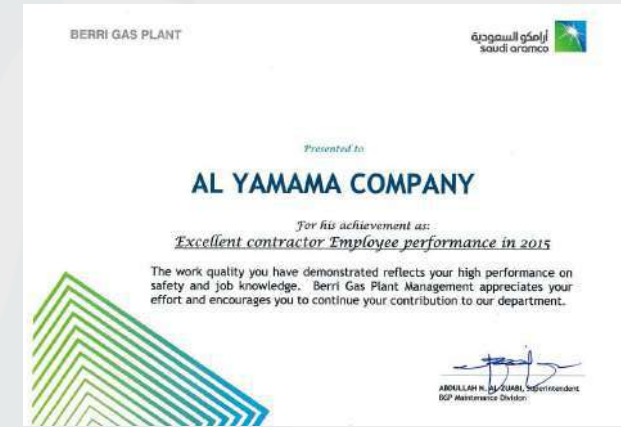 BERRI GAS PLANT
أرامكو السعودية
saudi aramco
Presented to
AL YAMAMA COMPANY
For his achievement as:
Excellent contractor Employee performance in 2015
The work quality you have demonstrated reflects your high performance on
safety and job knowledge. Berri Gas Plant Management appreciates your
effort and encourages you to continue your contribution to our department.
ABDULLAH N. AL-ZUABI, Superintendent
BGP Maintenance Division